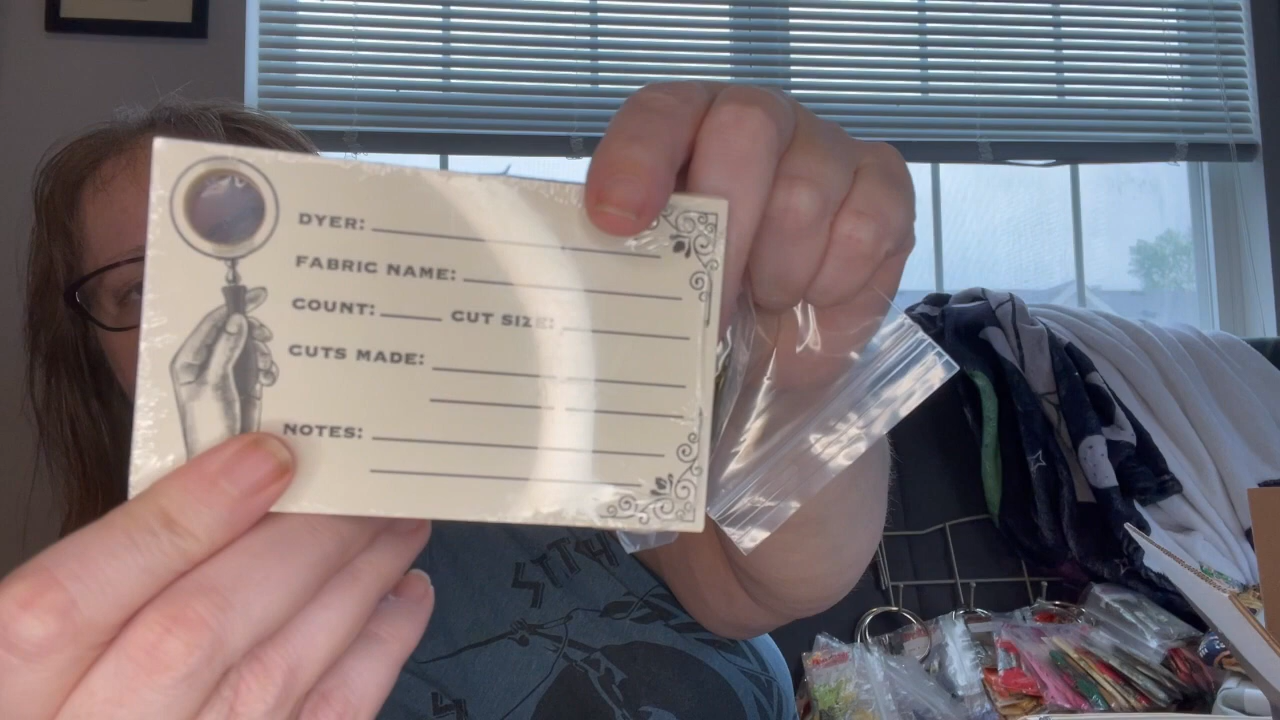 DYER:
FABRIC NAME:
COUNT: CUT SIZE:
CUTS MADE:
NOTES: